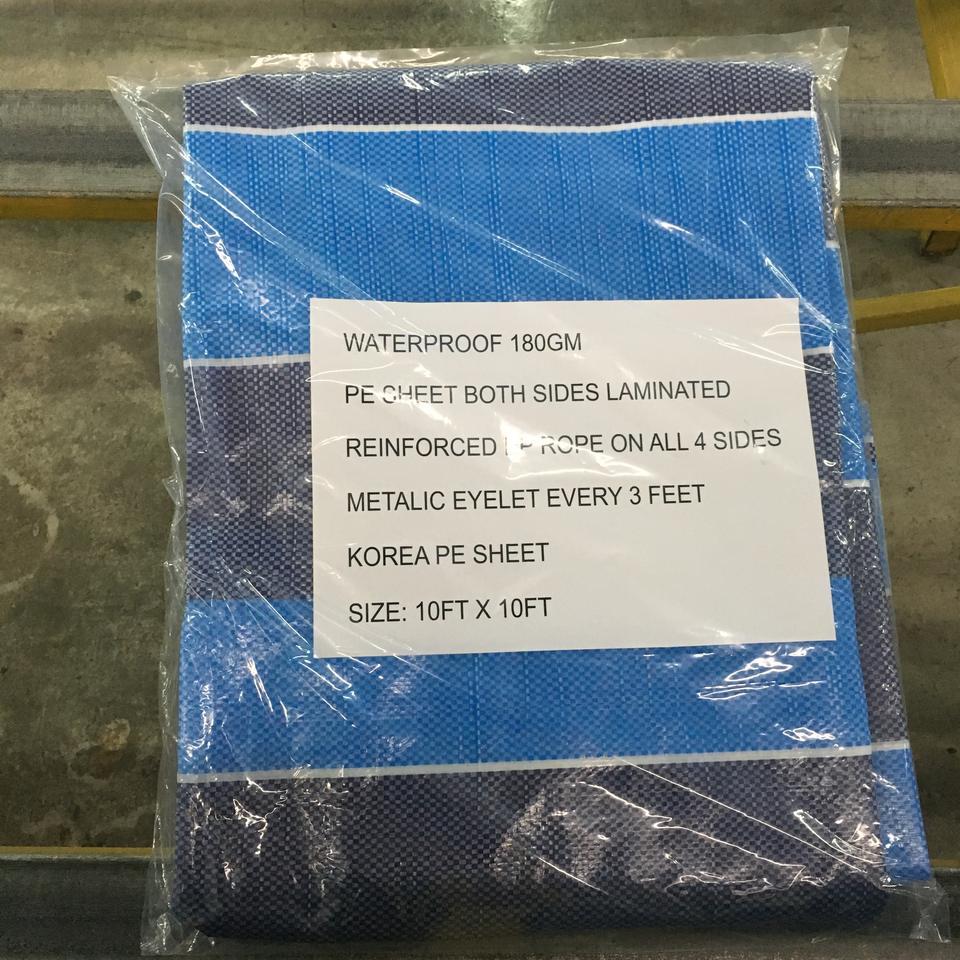 WATERPROOF 180GM
PE SHEET BOTH SIDES LAMINATED
REINFORCED ROPE ON ALL 4 SIDES
METALIC EYELET EVERY 3 FEET
KOREA PE SHEET
SIZE: 10FT X 10FT